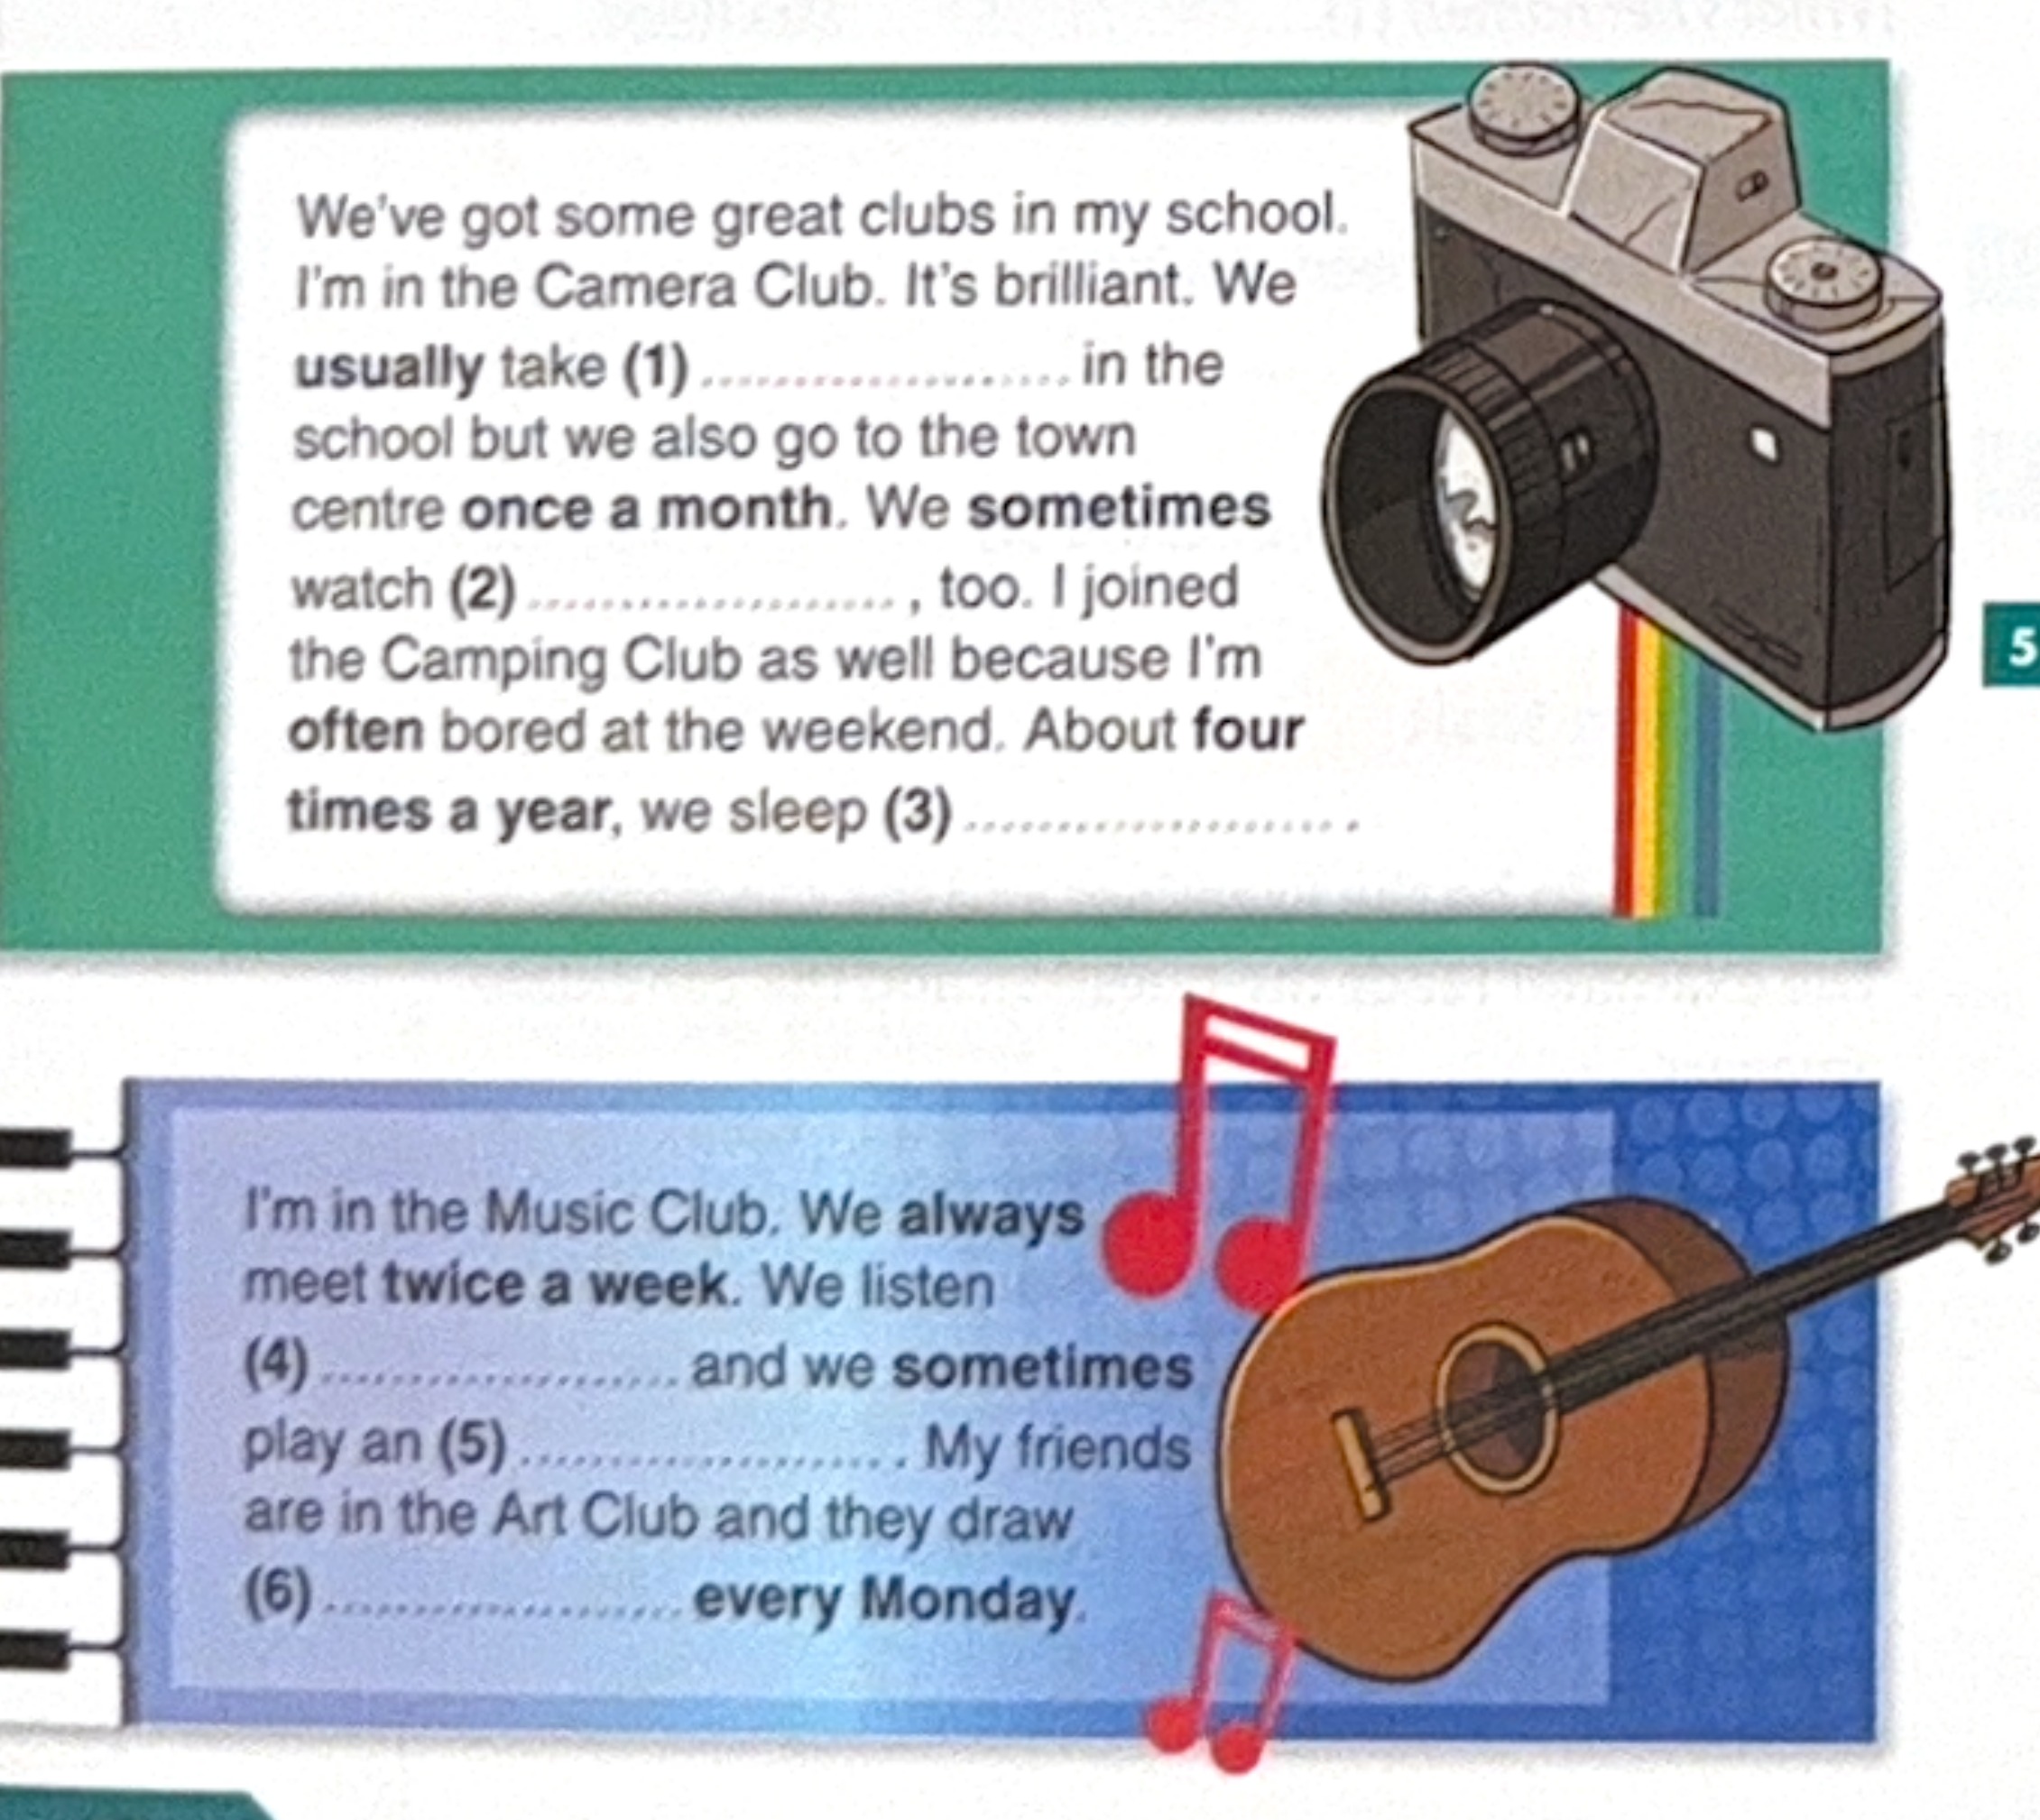 We've got some great clubs in my school.
I'm in the Camera Club. It's brilliant. We
usually take (1) .................... in the
school but we also go to the town
centre once a month. We sometimes
watch (2) .................... , too. I joined
the Camping Club as well because I'm
often bored at the weekend. About four
times a year, we sleep (3) .................... .
5
I'm in the Music Club. We always
meet twice a week. We listen
(4) .................... and we sometimes
play an (5) .................... . My friends
are in the Art Club and they draw
(6) .................... every Monday.